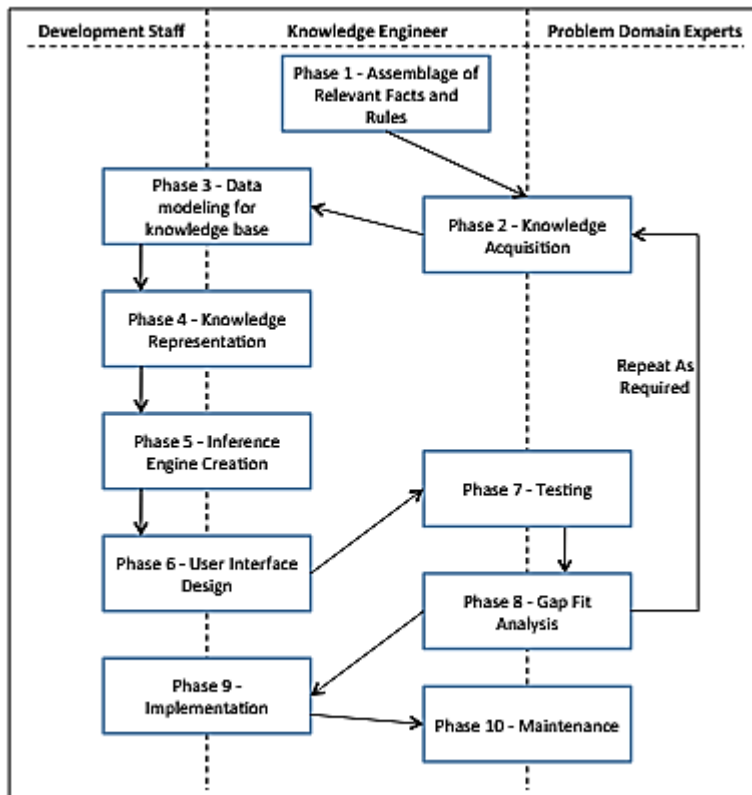 Development Staff
Knowledge Engineer
Problem Domain Experts
Phase 1 - Assemblage of
Relevant Facts and
Rules
Phase 3 - Data
modeling for
knowledge base
Phase 2 - Knowledge
Acquisition
Phase 4 - Knowledge
Representation
Repeat As
Required
Phase 5 - Inference
Engine Creation
Phase 7 - Testing
Phase 6 - User Interface
Design
Phase 8 - Gap Fit
Analysis
Phase 9 -
Implementation
Phase 10 - Maintenance